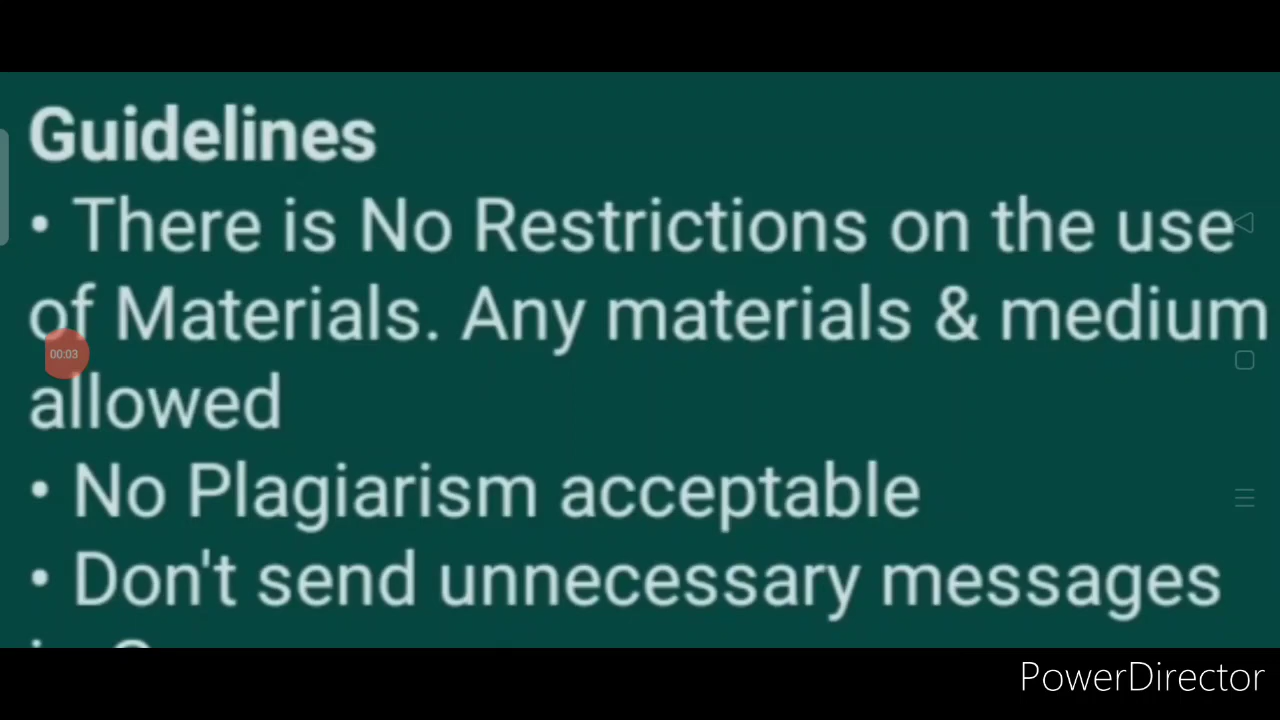 Guidelines
• There is No Restrictions on the use
of Materials. Any materials & medium
00:03
allowed
• No Plagiarism acceptable
• Don't send unnecessary messages
PowerDirector